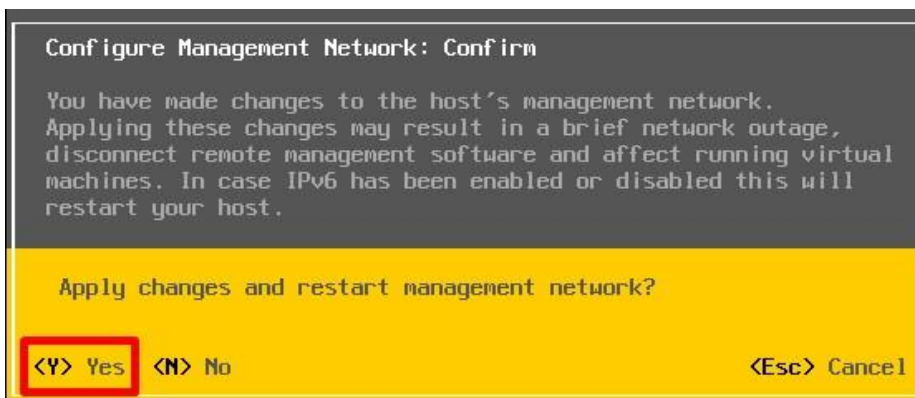 Configure Management Network: Confirm
You have made changes to the host's management network.
Applying these changes may result in a brief network outage,
disconnect remote management software and affect running virtual
machines. In case IPv6 has been enabled or disabled this will
restart your host.
Apply changes and restart management network?
<Y> Yes <N> No <Esc> Cancel